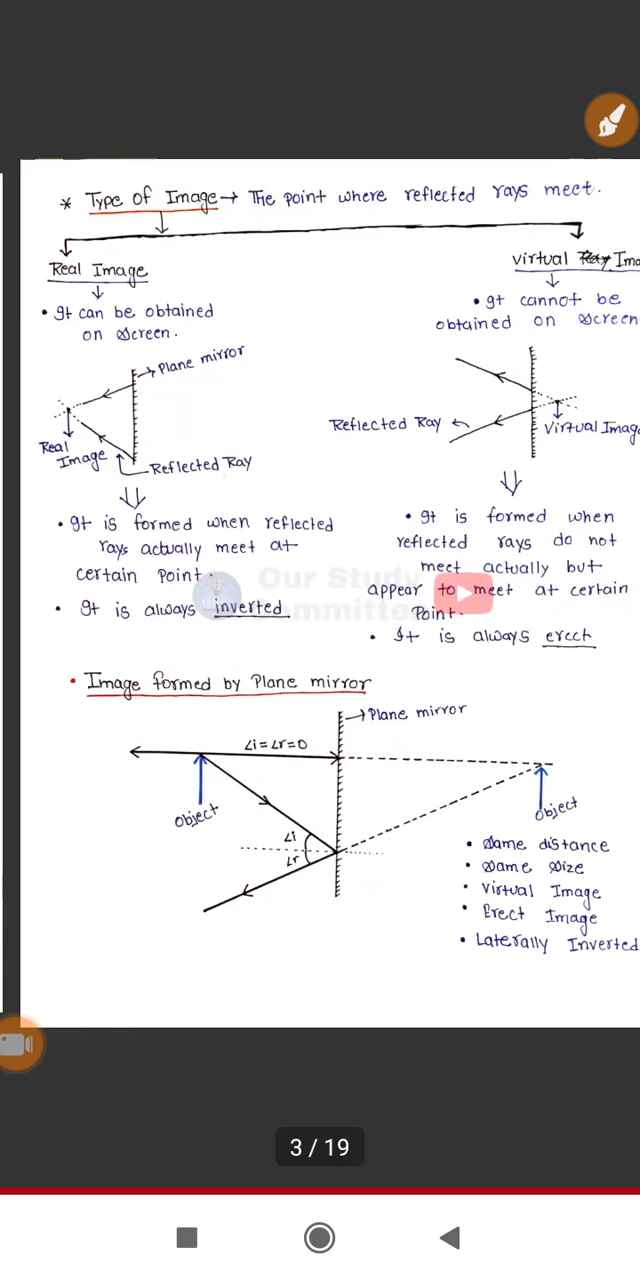 * Type of Image → The point where reflected rays meet.
Real Image
• It can be obtained
on screen.
→ Plane mirror
Real
Image
Reflected Ray
• It is formed when reflected
rays actually meet at
certain point.
• It is always inverted
Virtual Ima
• It cannot be
obtained on screen
Reflected Ray
Virtual Image
• It is formed when
reflected rays do not
meet actually but
appear to meet at certain
Point.
• It is always erect
Our Study
Committee
• Image formed by Plane mirror
→ Plane mirror
∠i=∠r=0
Object
∠i
∠r
Object
• Same distance
• Same size
• Virtual Image
• Erect Image
• Laterally Inverted
3 / 19